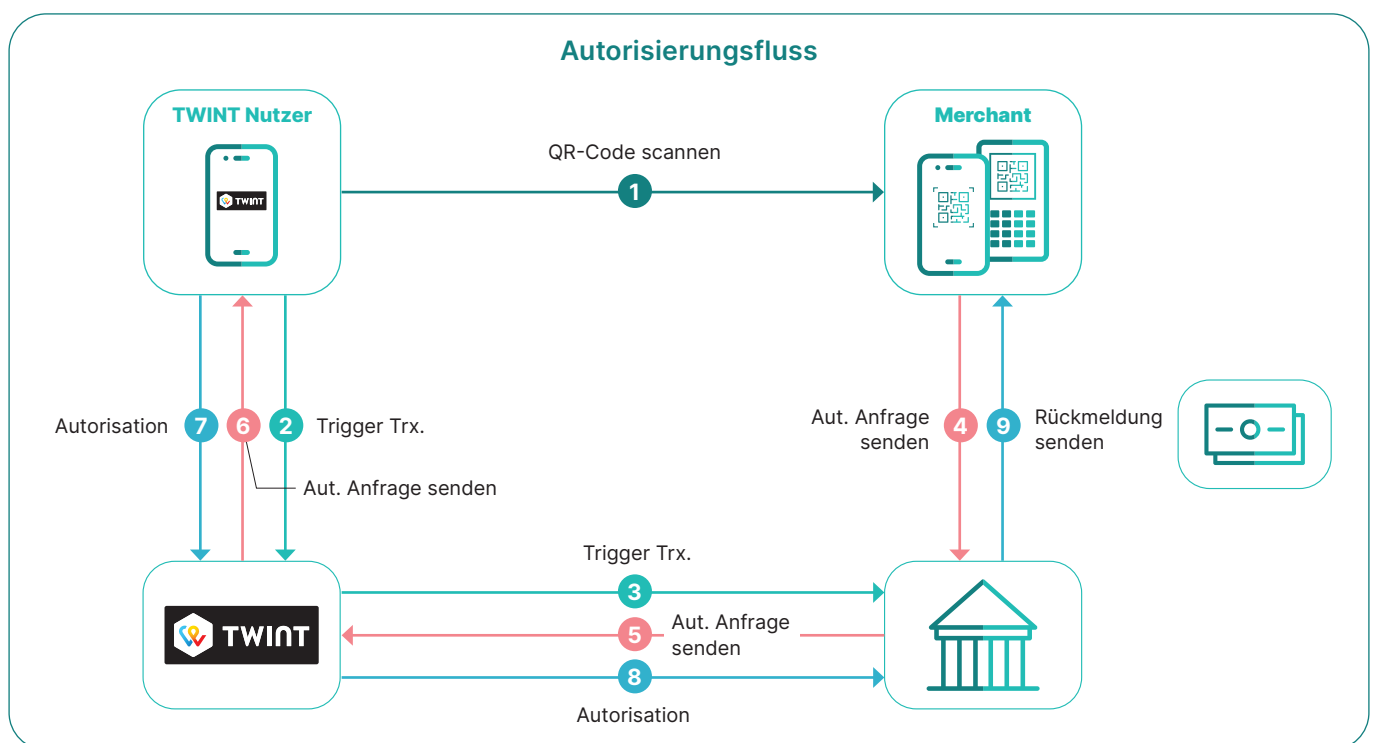 Autorisierungsfluss
TWINT Nutzer
TWINT
QR-Code scannen
1
Merchant
Autorisation
7
6
2
Trigger Trx.
Aut. Anfrage senden
Aut. Anfrage
senden
4
9
Rückmeldung
senden
TWINT
Trigger Trx.
3
5
Aut. Anfrage
senden
8
Autorisation